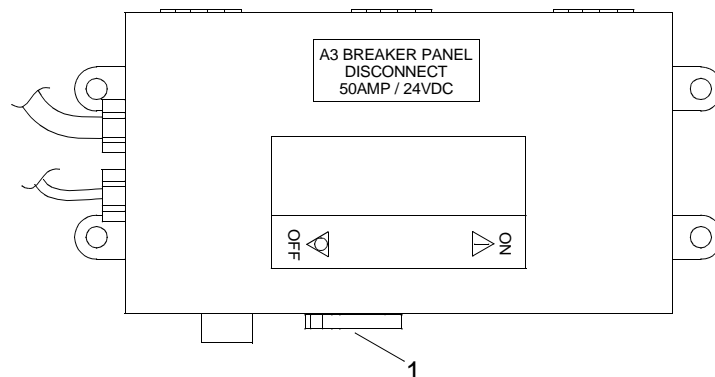 A3 BREAKER PANEL
DISCONNECT
50AMP / 24VDC
OFF
ON
1